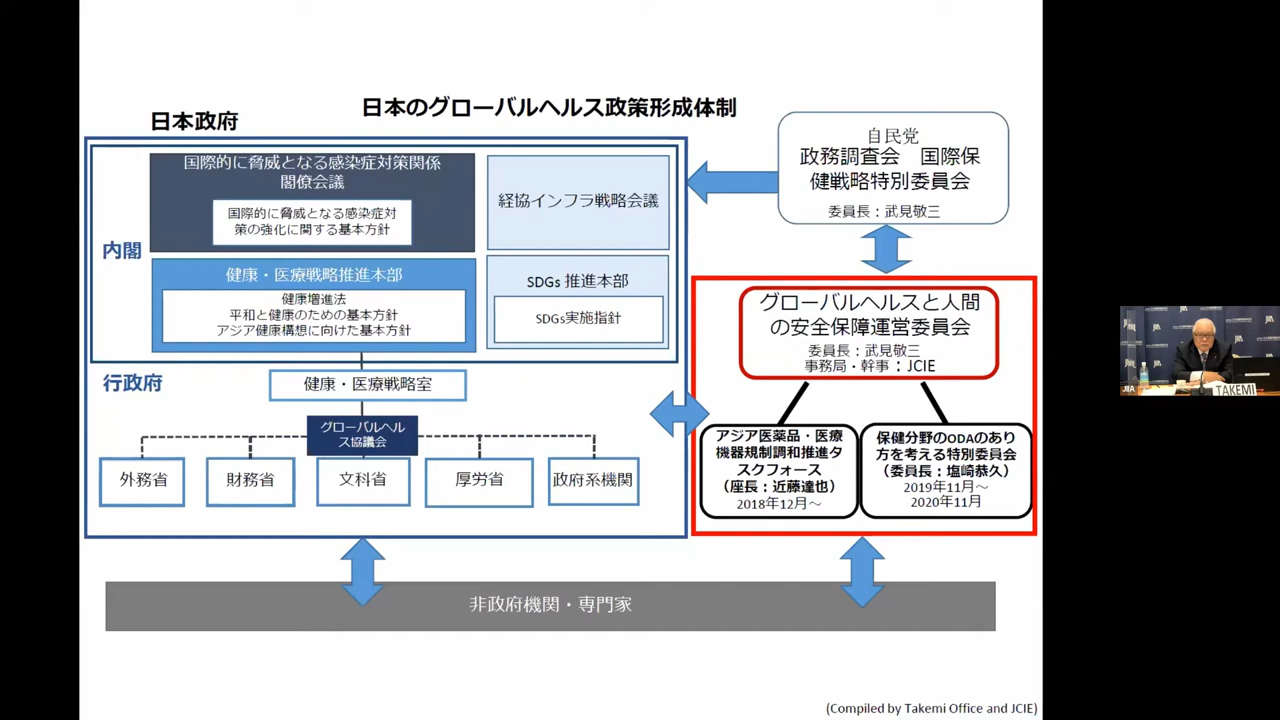 日本のグローバルヘルス政策形成体制
日本政府
内閣
国際的に脅威となる感染症対策関係
閣僚会議
国際的に脅威となる感染症対
策の強化に関する基本方針
経協インフラ戦略会議
健康・医療戦略推進本部
健康増進法
平和と健康のための基本方針
アジア健康構想に向けた基本方針
SDGs 推進本部
SDGs実施指針
行政府
健康・医療戦略室
グローバルヘル
ス協議会
外務省
財務省
文科省
厚労省
政府系機関
自民党
政務調査会 国際保
健戦略特別委員会
委員長：武見敬三
グローバルヘルスと人間
の安全保障運営委員会
委員長：武見敬三
事務局・幹事：JCIE
アジア医薬品・医療
機器規制調和推進タ
スクフォース
（座長：近藤達也）
2018年12月～
保健分野のODAのあり
方を考える特別委員会
（委員長：塩崎恭久）
2019年11月～
2020年11月
非政府機関・専門家
(Compiled by Takemi Office and JCIE)
JIIA
TAKEMI